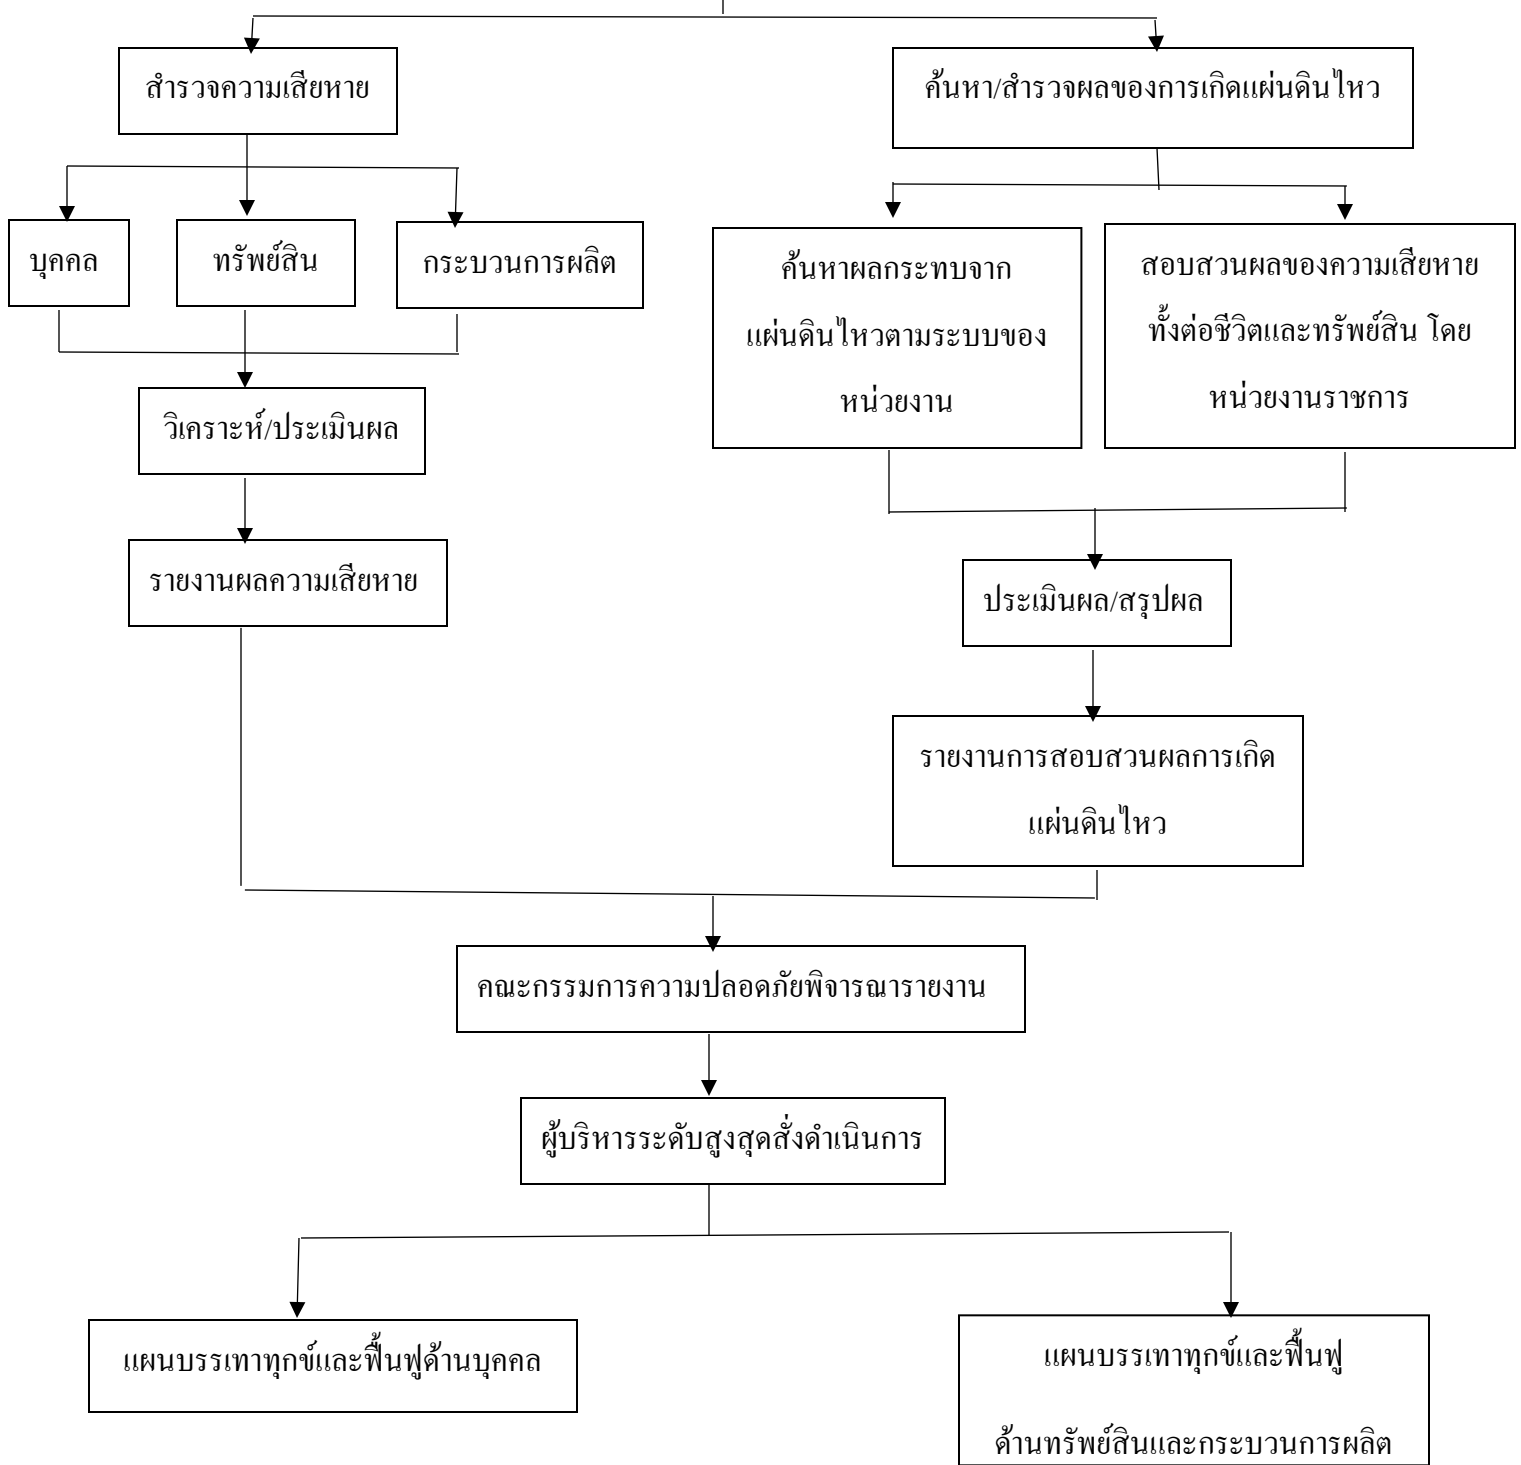 สำรวจความเสียหาย
ค้นหา/สำรวจผลของการเกิดแผ่นดินไหว
บุคคล
ทรัพย์สิน
กระบวนการผลิต
ค้นหาผลกระทบจาก
แผ่นดินไหวตามระบบของ
หน่วยงาน
สอบสวนผลของความเสียหาย
ทั้งต่อชีวิตและทรัพย์สิน โดย
หน่วยงานราชการ
วิเคราะห์/ประเมินผล
รายงานผลความเสียหาย
ประเมินผล/สรุปผล
รายงานการสอบสวนผลการเกิด
แผ่นดินไหว
คณะกรรมการความปลอดภัยพิจารณารายงาน
ผู้บริหารระดับสูงสุดสั่งดำเนินการ
แผนบรรเทาทุกข์และฟื้นฟูด้านบุคคล
แผนบรรเทาทุกข์และฟื้นฟู
ด้านทรัพย์สินและกระบวนการผลิต